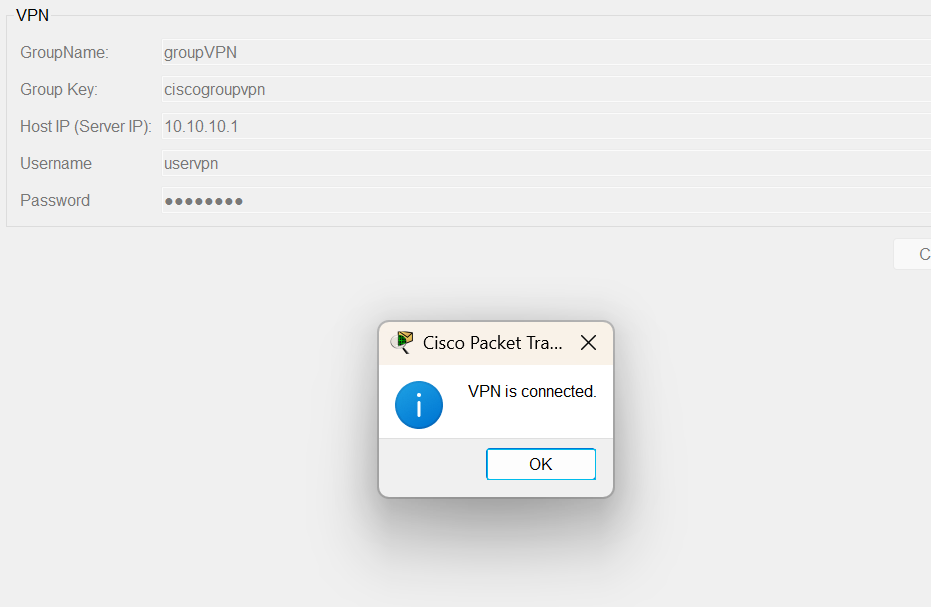 VPN
GroupName: groupVPN
Group Key: ciscogroupvpn
Host IP (Server IP): 10.10.10.1
Username uservpn
Password ●●●●●●●●
C
Cisco Packet Tra...
VPN is connected.
OK